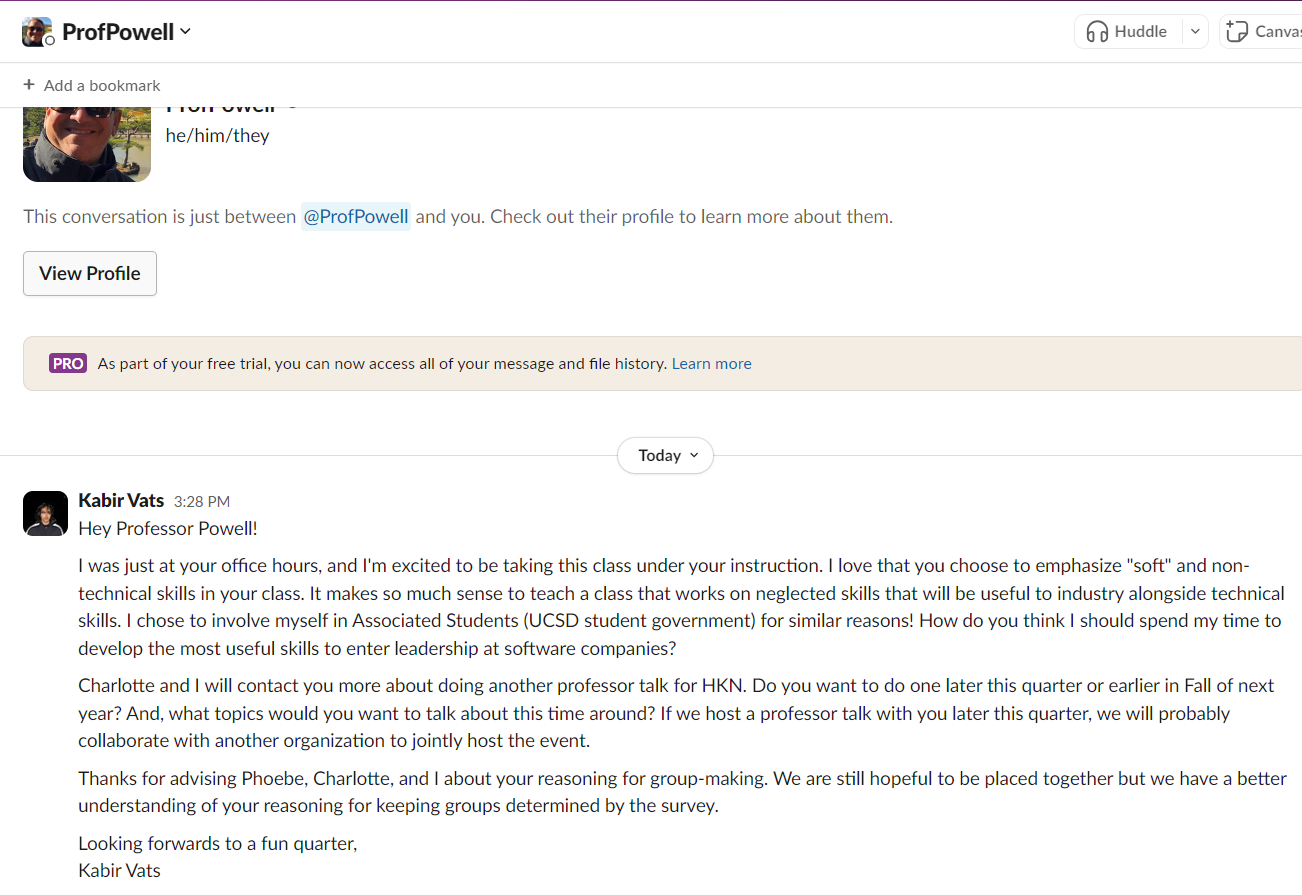 ProfPowell
Huddle
Canvas
+ Add a bookmark
ProfPowell
he/him/they
This conversation is just between @ProfPowell and you. Check out their profile to learn more about them.
View Profile
PRO As part of your free trial, you can now access all of your message and file history. Learn more
Today
Kabir Vats 3:28 PM
Hey Professor Powell!
I was just at your office hours, and I'm excited to be taking this class under your instruction. I love that you choose to emphasize "soft" and non-
technical skills in your class. It makes so much sense to teach a class that works on neglected skills that will be useful to industry alongside technical
skills. I chose to involve myself in Associated Students (UCSD student government) for similar reasons! How do you think I should spend my time to
develop the most useful skills to enter leadership at software companies?
Charlotte and I will contact you more about doing another professor talk for HKN. Do you want to do one later this quarter or earlier in Fall of next
year? And, what topics would you want to talk about this time around? If we host a professor talk with you later this quarter, we will probably
collaborate with another organization to jointly host the event.
Thanks for advising Phoebe, Charlotte, and I about your reasoning for group-making. We are still hopeful to be placed together but we have a better
understanding of your reasoning for keeping groups determined by the survey.
Looking forwards to a fun quarter,
Kabir Vats